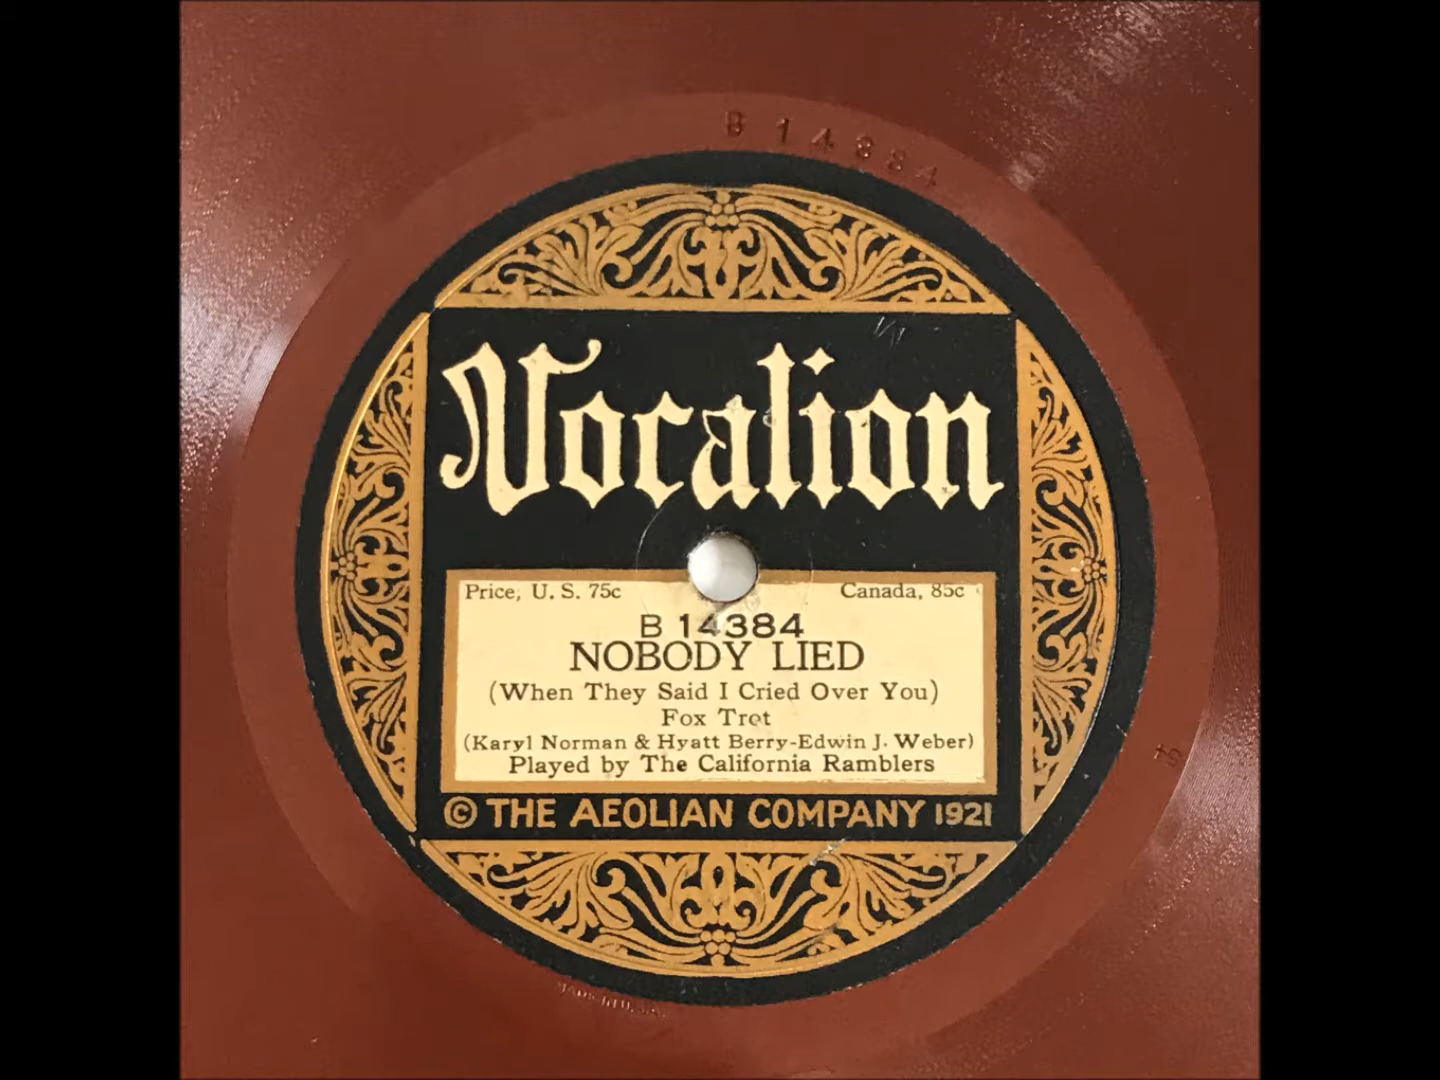 B 14384
Vocalion
Price, U. S. 75c
Canada, 85c
B 14384
NOBODY LIED
(When They Said I Cried Over You)
Fox Trot
(Karyl Norman & Hyatt Berry-Edwin J. Weber)
Played by The California Ramblers
© THE AEOLIAN COMPANY 1921